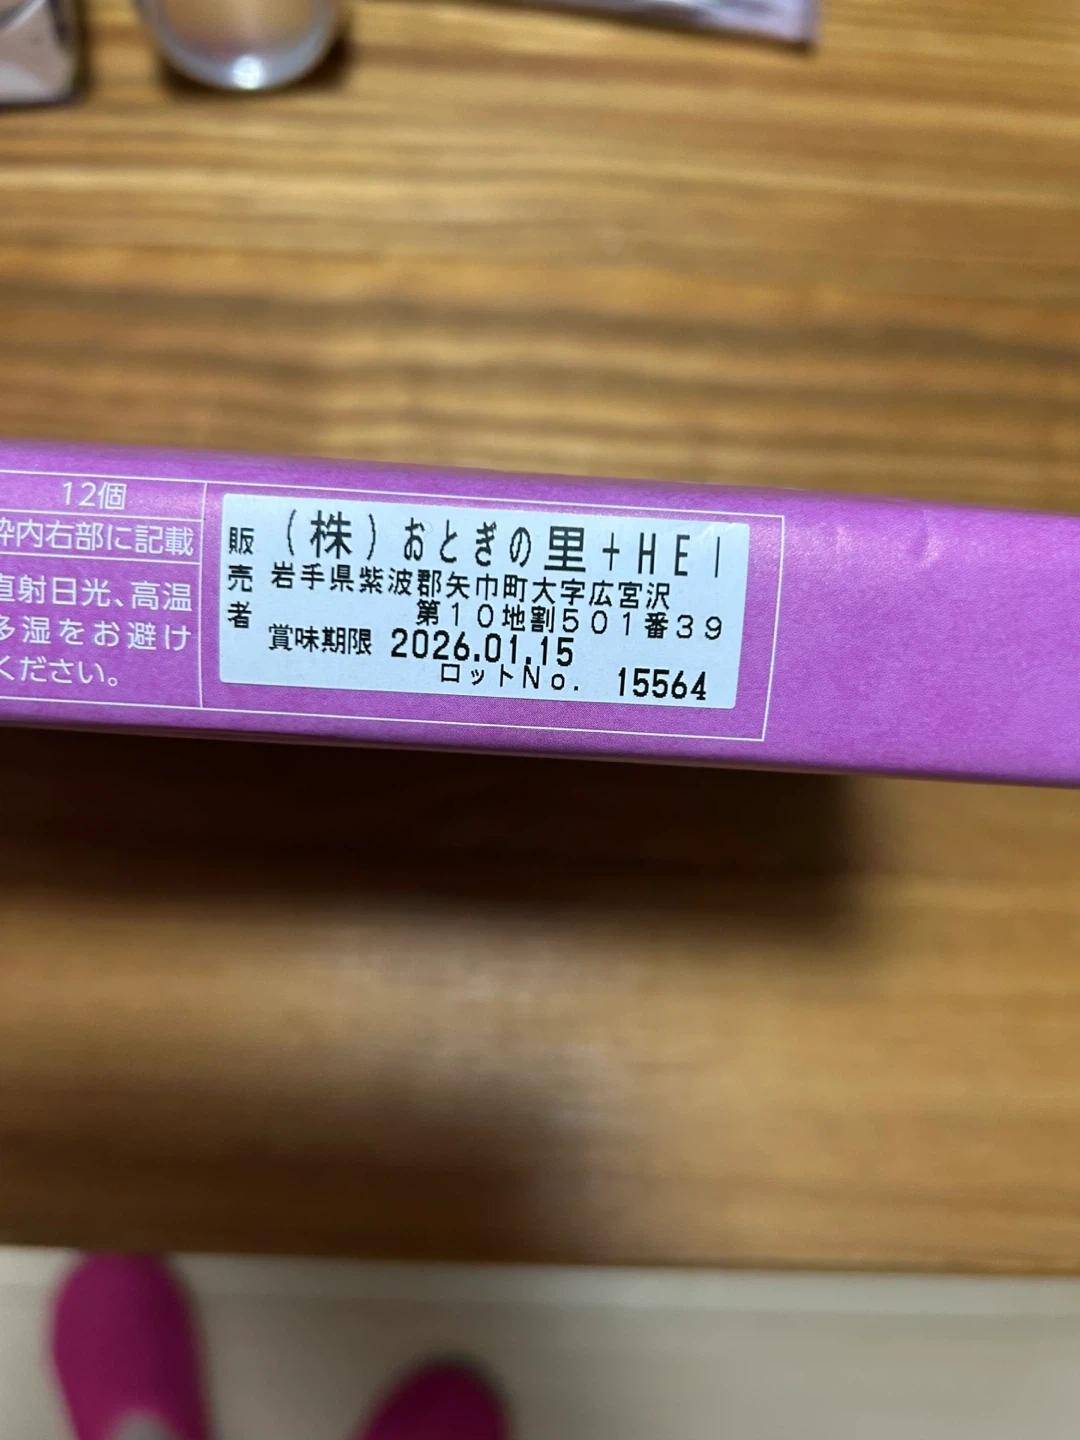 12個
枠内右部に記載
直射日光、高温
多湿をお避け
ください。
販売者
(株)おとぎの里+HEI
岩手県紫波郡矢巾町大字広宮沢
第10地割501番39
賞味期限 2026.01.15
ロットNo. 15564